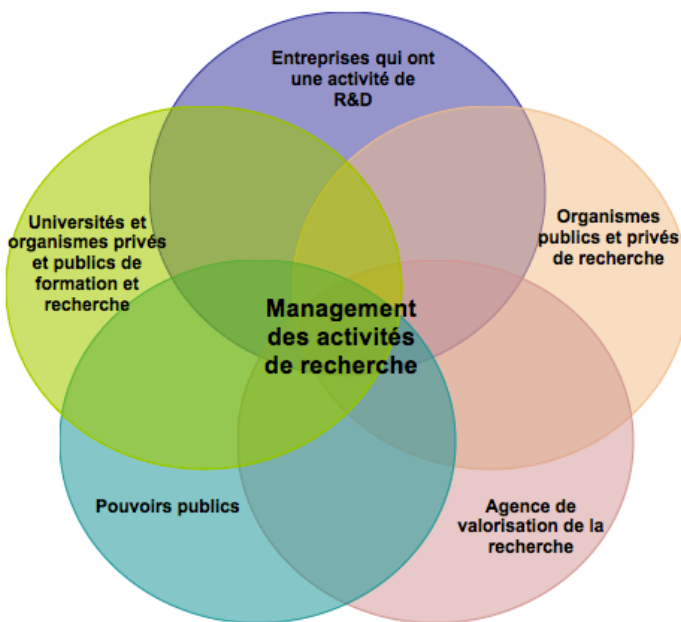 Entreprises qui ont
une activité de
R&D
Universités et
organismes privés
et publics de
formation et
recherche
Organismes
publics et privés
de recherche
Management
des activités
de recherche
Pouvoirs publics
Agence de
valorisation de la
recherche